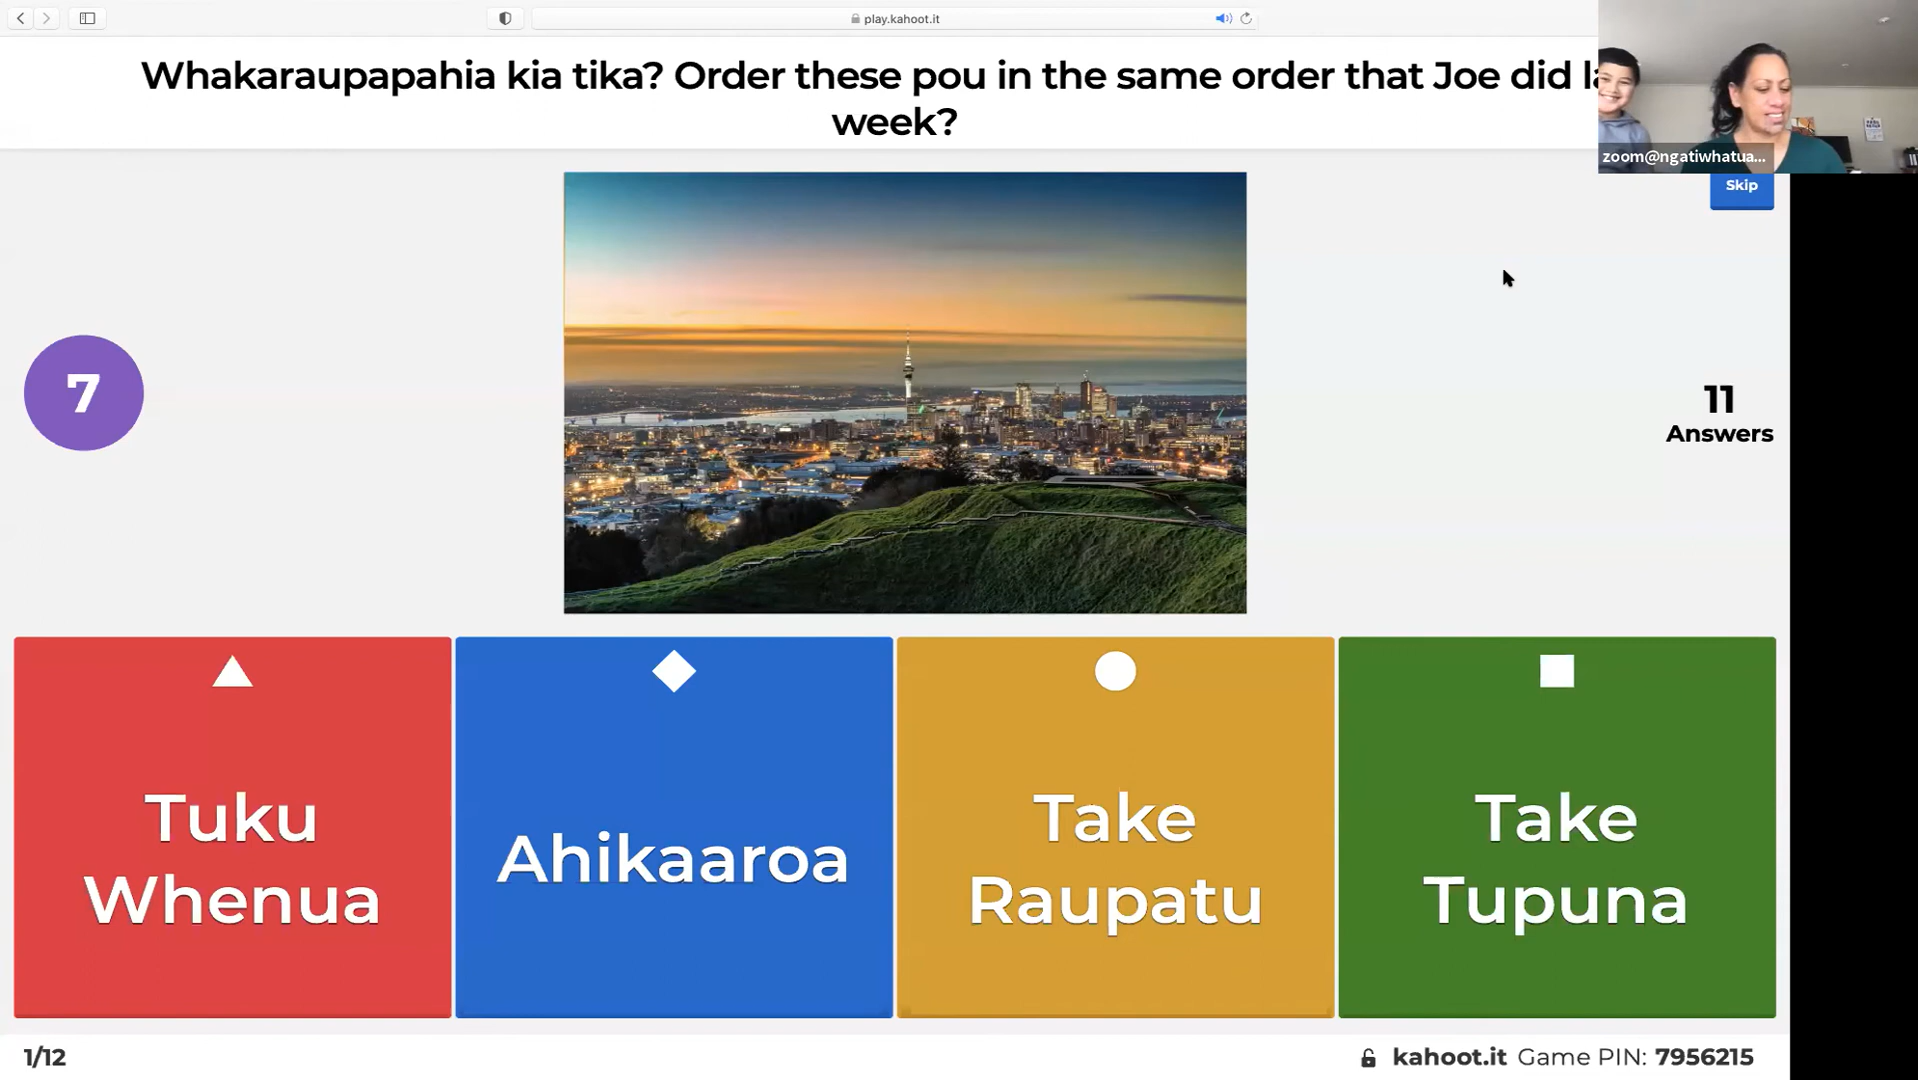 play.kahoot.it
Whakaraupapahia kia tika? Order these pou in the same order that Joe did
week?
zoom@ngatiwhatua...
Skip
7
11
Answers
Tuku
Whenua
Ahikaaroa
Take
Raupatu
Take
Tupuna
1/12
kahoot.it Game PIN: 7956215